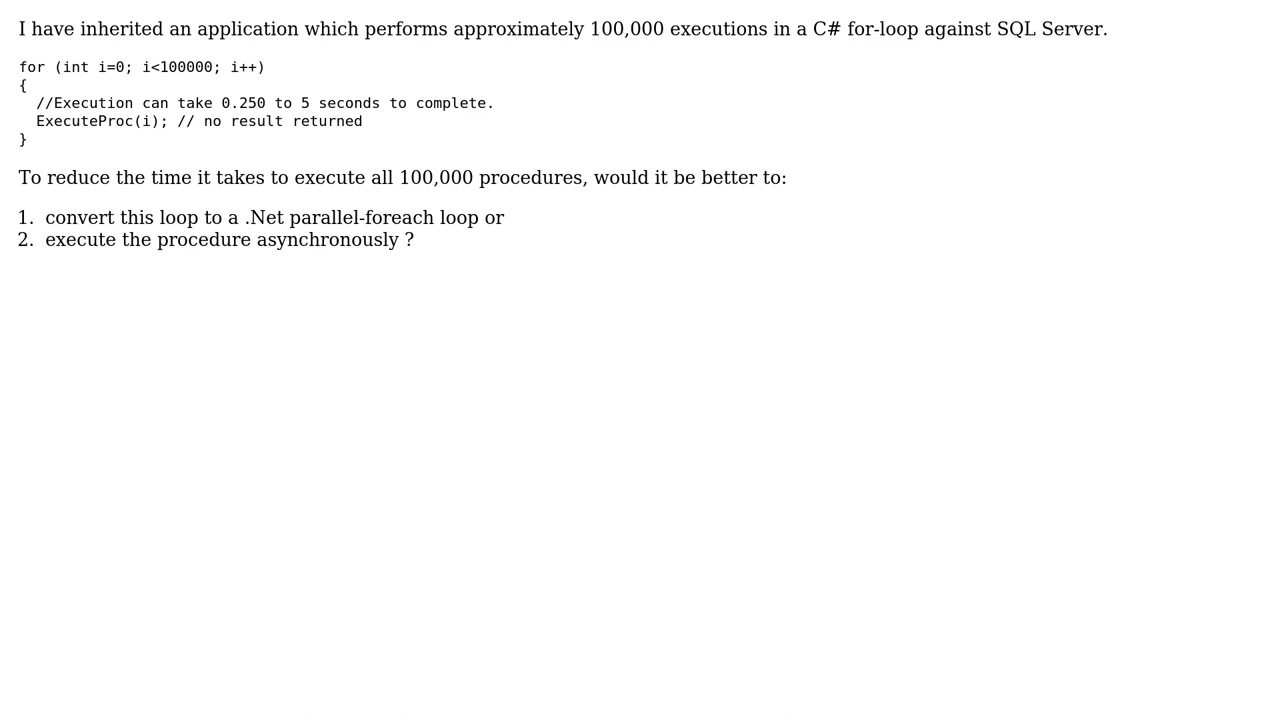 I have inherited an application which performs approximately 100,000 executions in a C# for-loop against SQL Server.
for (int i=0; i<100000; i++)
{
  //Execution can take 0.250 to 5 seconds to complete.
  ExecuteProc(i); // no result returned
}
To reduce the time it takes to execute all 100,000 procedures, would it be better to:
1. convert this loop to a .Net parallel-foreach loop or
2. execute the procedure asynchronously ?